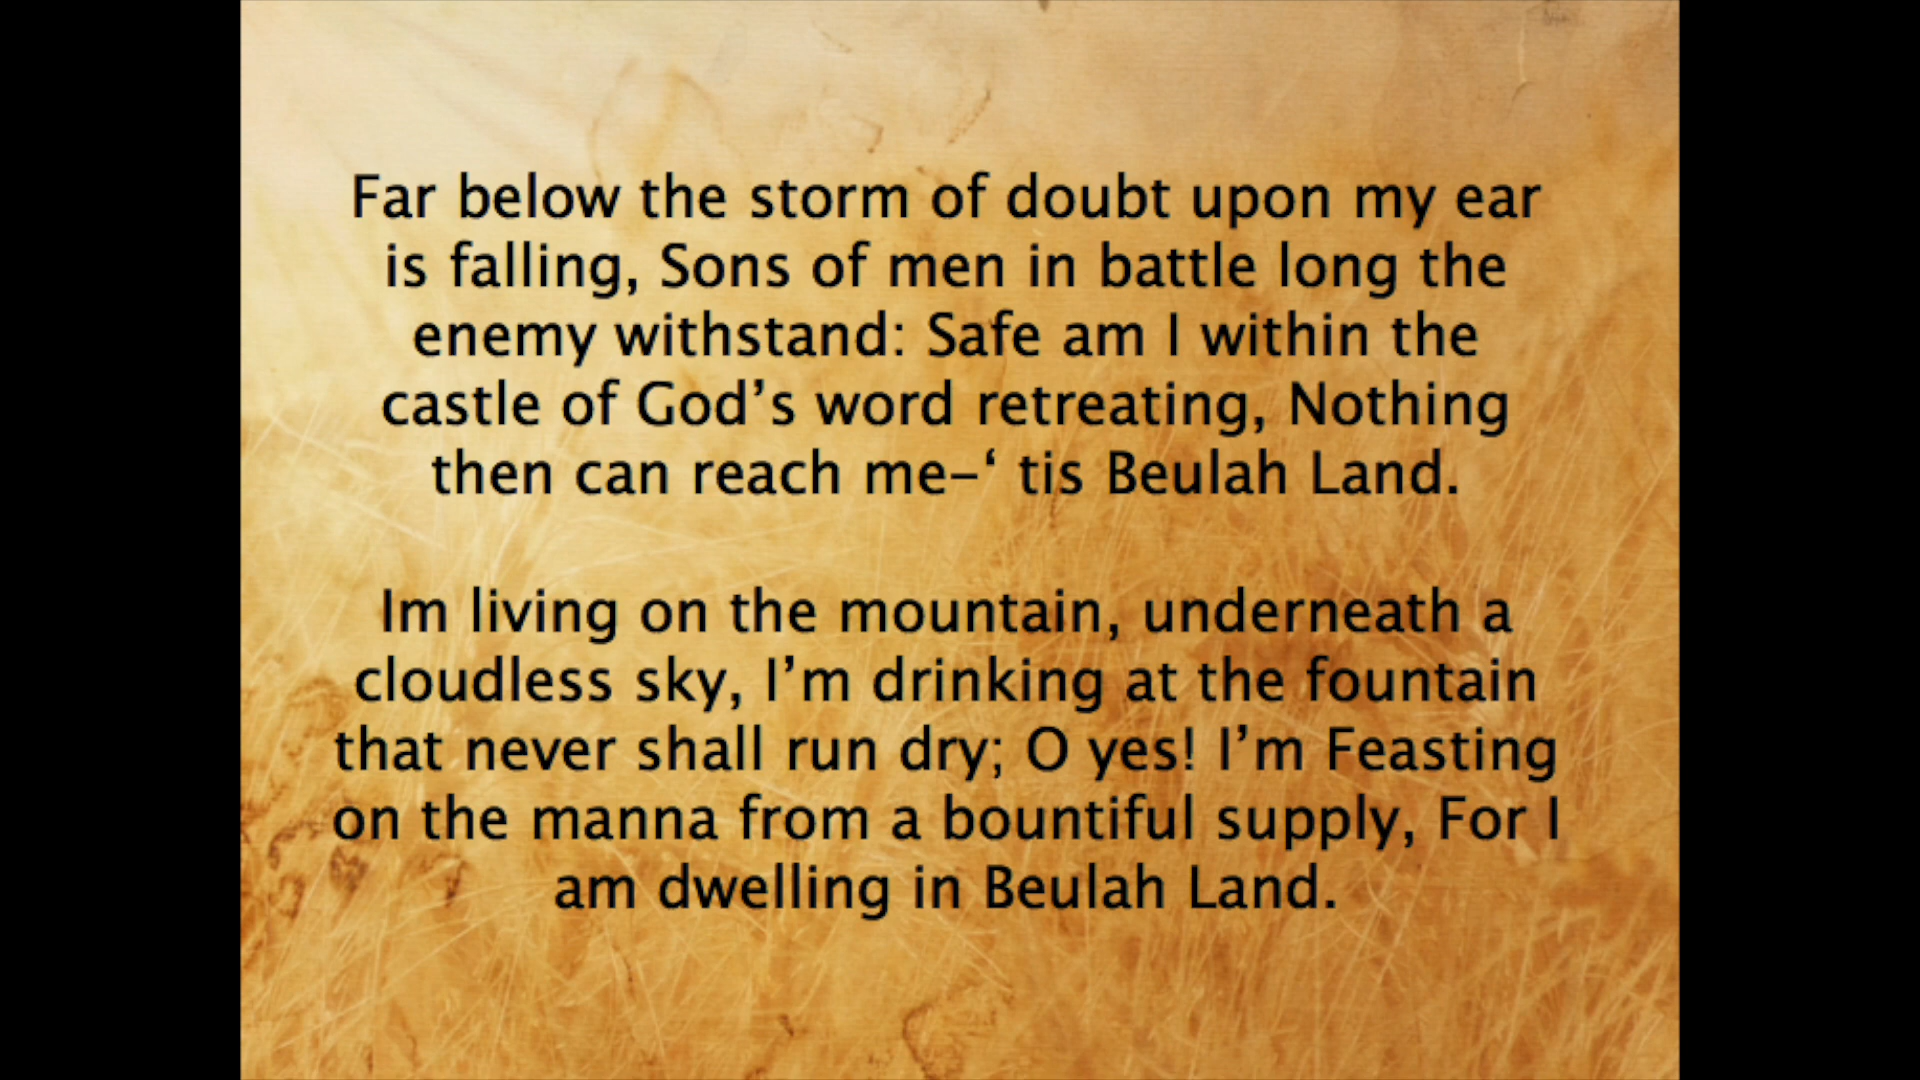 Far below the storm of doubt upon my ear
is falling, Sons of men in battle long the
enemy withstand: Safe am I within the
castle of God’s word retreating, Nothing
then can reach me–‘ tis Beulah Land.
Im living on the mountain, underneath a
cloudless sky, I’m drinking at the fountain
that never shall run dry; O yes! I’m Feasting
on the manna from a bountiful supply, For I
am dwelling in Beulah Land.